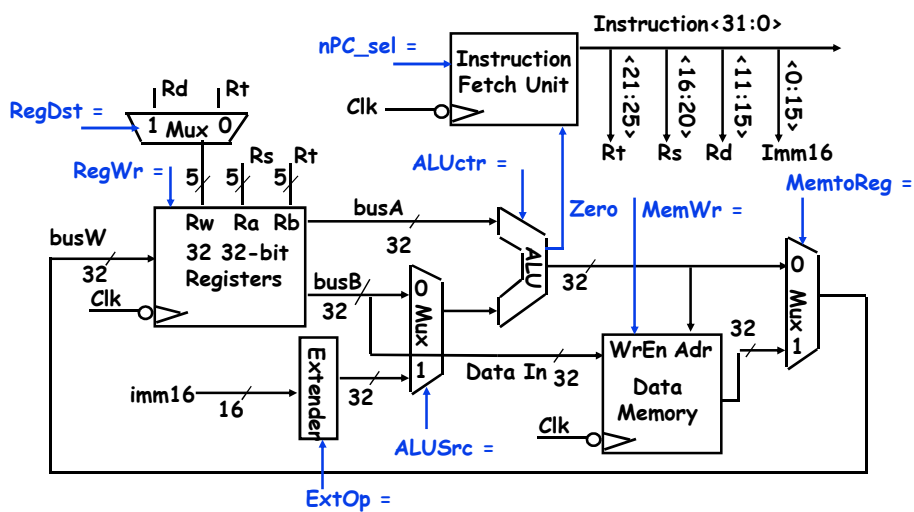 Instruction<31:0>
nPC_sel =
Instruction
Fetch Unit
Clk
<21:25>
<16:20>
<11:15>
<0:15>
Rt
Rs
Rd
Imm16
Rd
Rt
RegDst =
1 Mux 0
RegWr =
5
5
5
Rs
Rt
ALUctr =
Zero
MemWr =
MemtoReg =
busW
32
Clk
Rw Ra Rb
32 32-bit
Registers
busA
32
busB
32
0
Mux
1
ALU
32
0
Mux
1
32
imm16
16
Extender
32
Data In
32
WrEn Adr
Data
Memory
Clk
ALUSrc =
ExtOp =